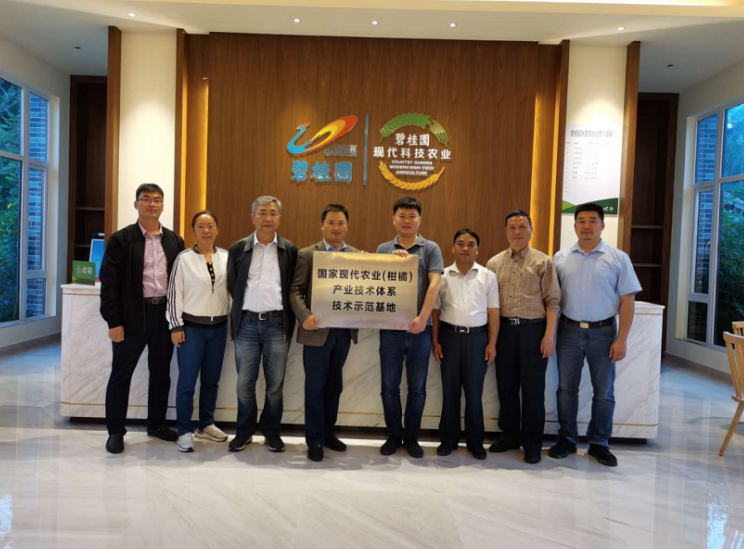 碧桂园
碧桂园
现代科技农业
COUNTRY GARDEN
MODERN HIGH-TECH
AGRICULTURE
国家现代农业(柑橘)
产业技术体系
技术示范基地